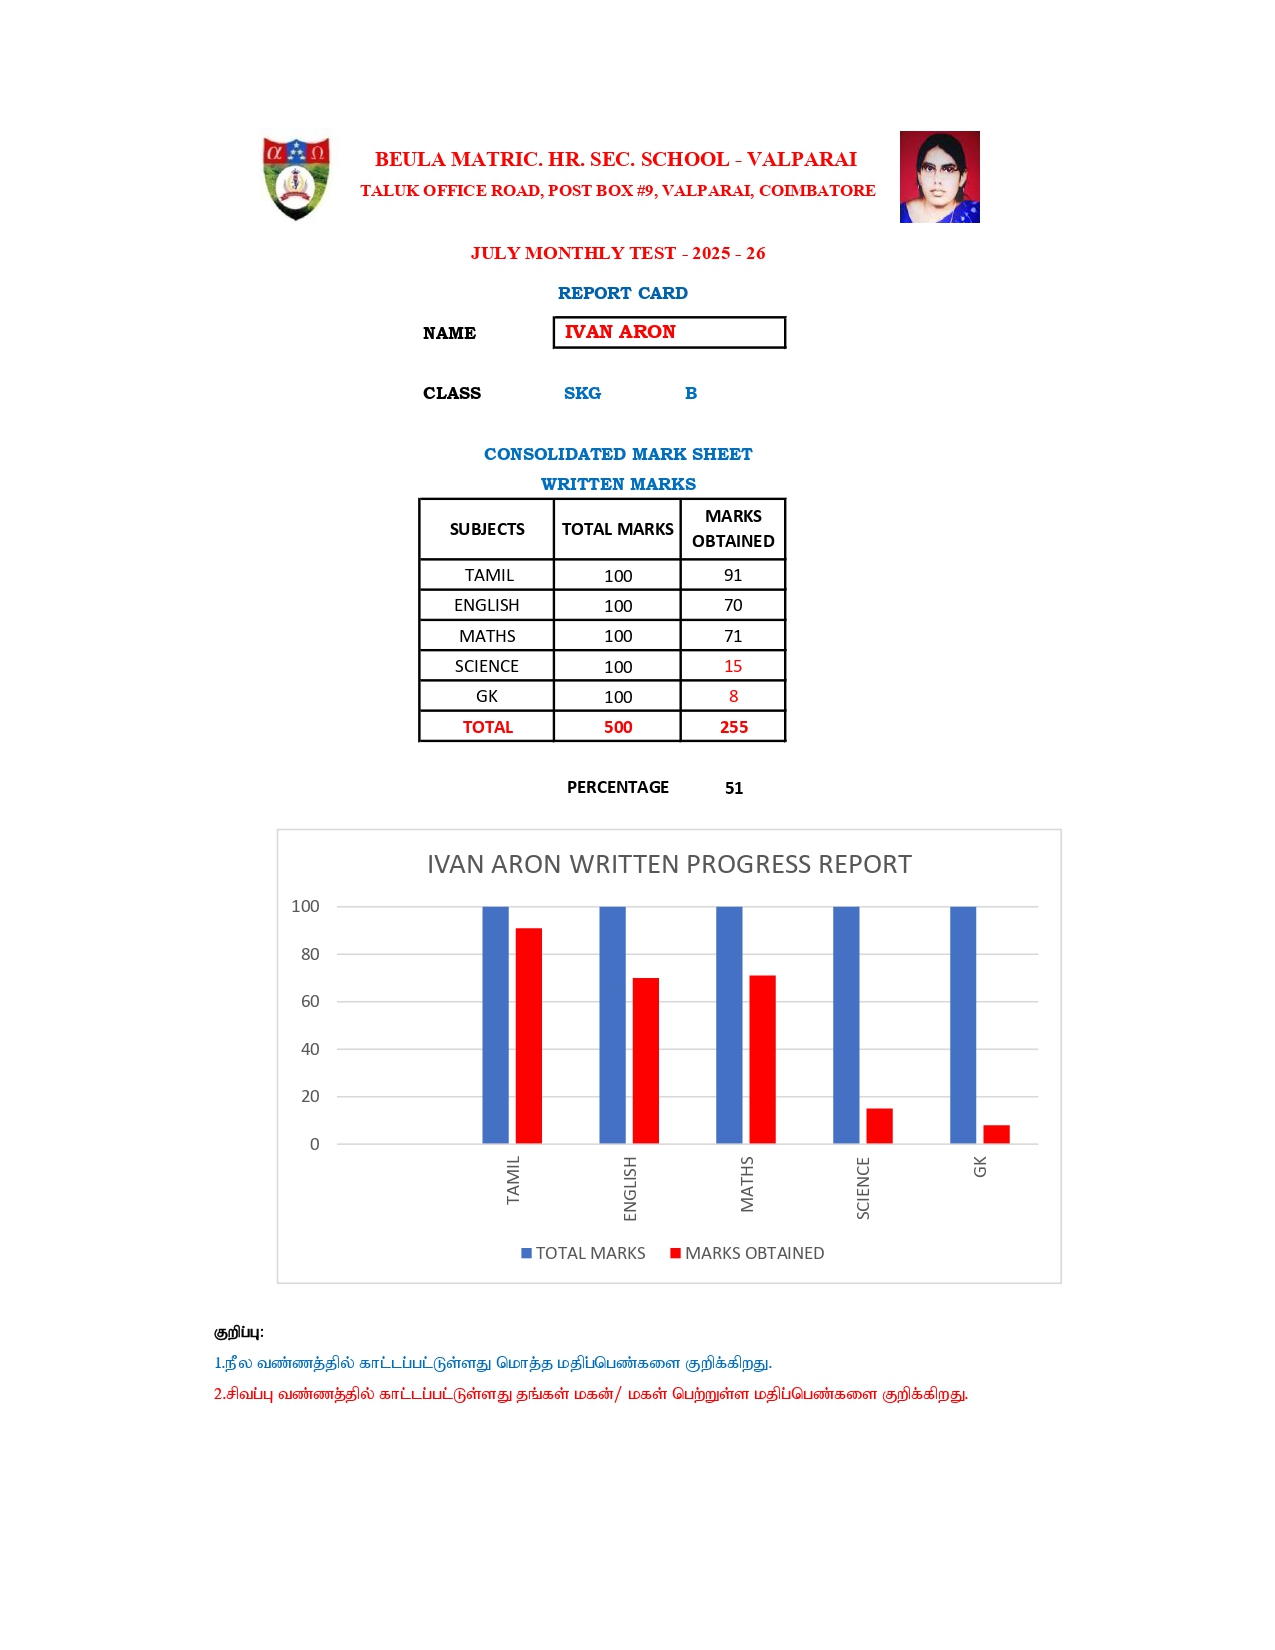 α Ω
BEULA MATRIC. HR. SEC. SCHOOL - VALPARAI
TALUK OFFICE ROAD, POST BOX #9, VALPARAI, COIMBATORE
JULY MONTHLY TEST - 2025 - 26
REPORT CARD
NAME IVAN ARON
CLASS SKG B
CONSOLIDATED MARK SHEET
WRITTEN MARKS
SUBJECTS TOTAL MARKS MARKS OBTAINED
TAMIL 100 91
ENGLISH 100 70
MATHS 100 71
SCIENCE 100 15
GK 100 8
TOTAL 500 255
PERCENTAGE 51
IVAN ARON WRITTEN PROGRESS REPORT
100
80
60
40
20
0
TAMIL ENGLISH MATHS SCIENCE GK
TOTAL MARKS MARKS OBTAINED
குறிப்பு:
1.நீல வண்ணத்தில் காட்டப்பட்டுள்ளது மொத்த மதிப்பெண்களை குறிக்கிறது.
2.சிவப்பு வண்ணத்தில் காட்டப்பட்டுள்ளது தங்கள் மகன்/ மகள் பெற்றுள்ள மதிப்பெண்களை குறிக்கிறது.